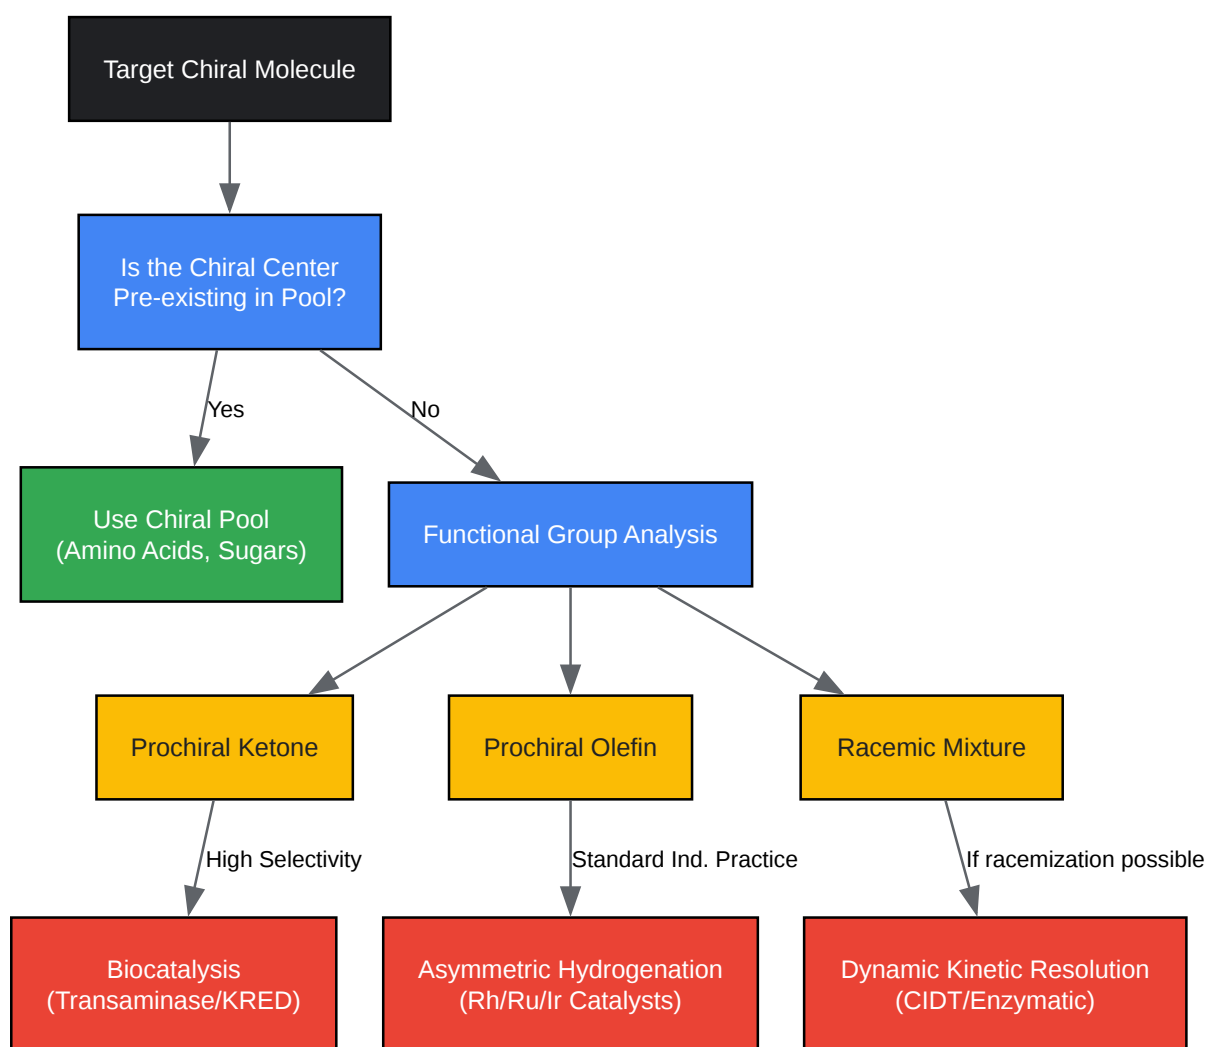 Target Chiral Molecule
Is the Chiral Center
Pre-existing in Pool?
Yes
No
Use Chiral Pool
(Amino Acids, Sugars)
Functional Group Analysis
Prochiral Ketone
Prochiral Olefin
Racemic Mixture
High Selectivity
Standard Ind. Practice
If racemization possible
Biocatalysis
(Transaminase/KRED)
Asymmetric Hydrogenation
(Rh/Ru/Ir Catalysts)
Dynamic Kinetic Resolution
(CIDT/Enzymatic)